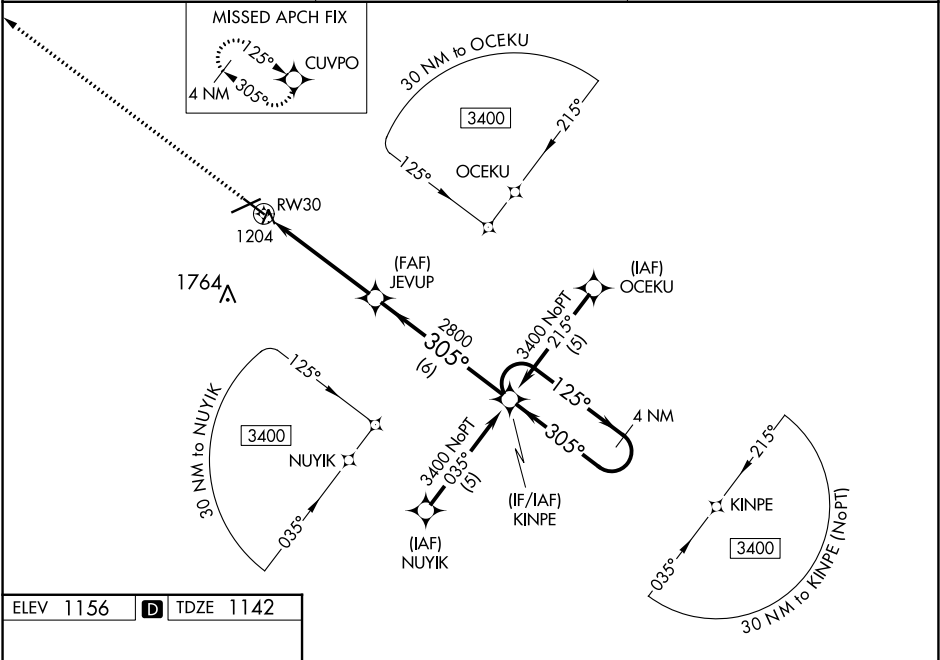 MISSED APCH FIX
125°
CUVPO
4 NM
305°
30 NM to OCEKU
3400
215°
125°
OCEKU
RW30
1204
(FAF)
JEVUP
1764
(IAF)
OCEKU
3400 NoPT
215°
(5)
2800
305°
(6)
125°
305°
4 NM
30 NM to NUYIK
125°
3400
NUYIK
035°
3400 NoPT
035°
(5)
(IF/IAF)
KINPE
(IAF)
NUYIK
215°
KINPE
3400
035°
30 NM to KINPE (NoPT)
ELEV 1156 D TDZE 1142